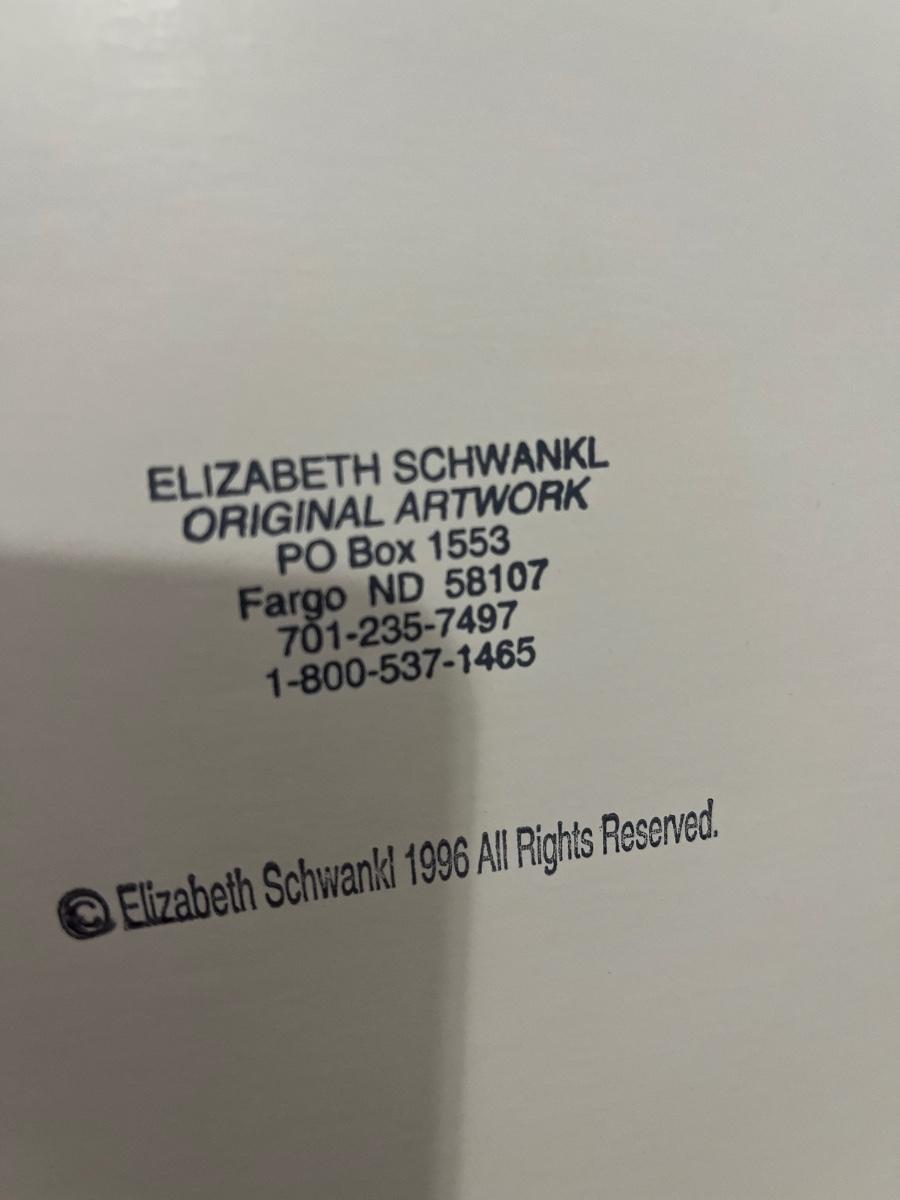 ELIZABETH SCHWANKL
ORIGINAL ARTWORK
PO Box 1553
Fargo ND 58107
701-235-7497
1-800-537-1465
© Elizabeth Schwankl 1996 All Rights Reserved.